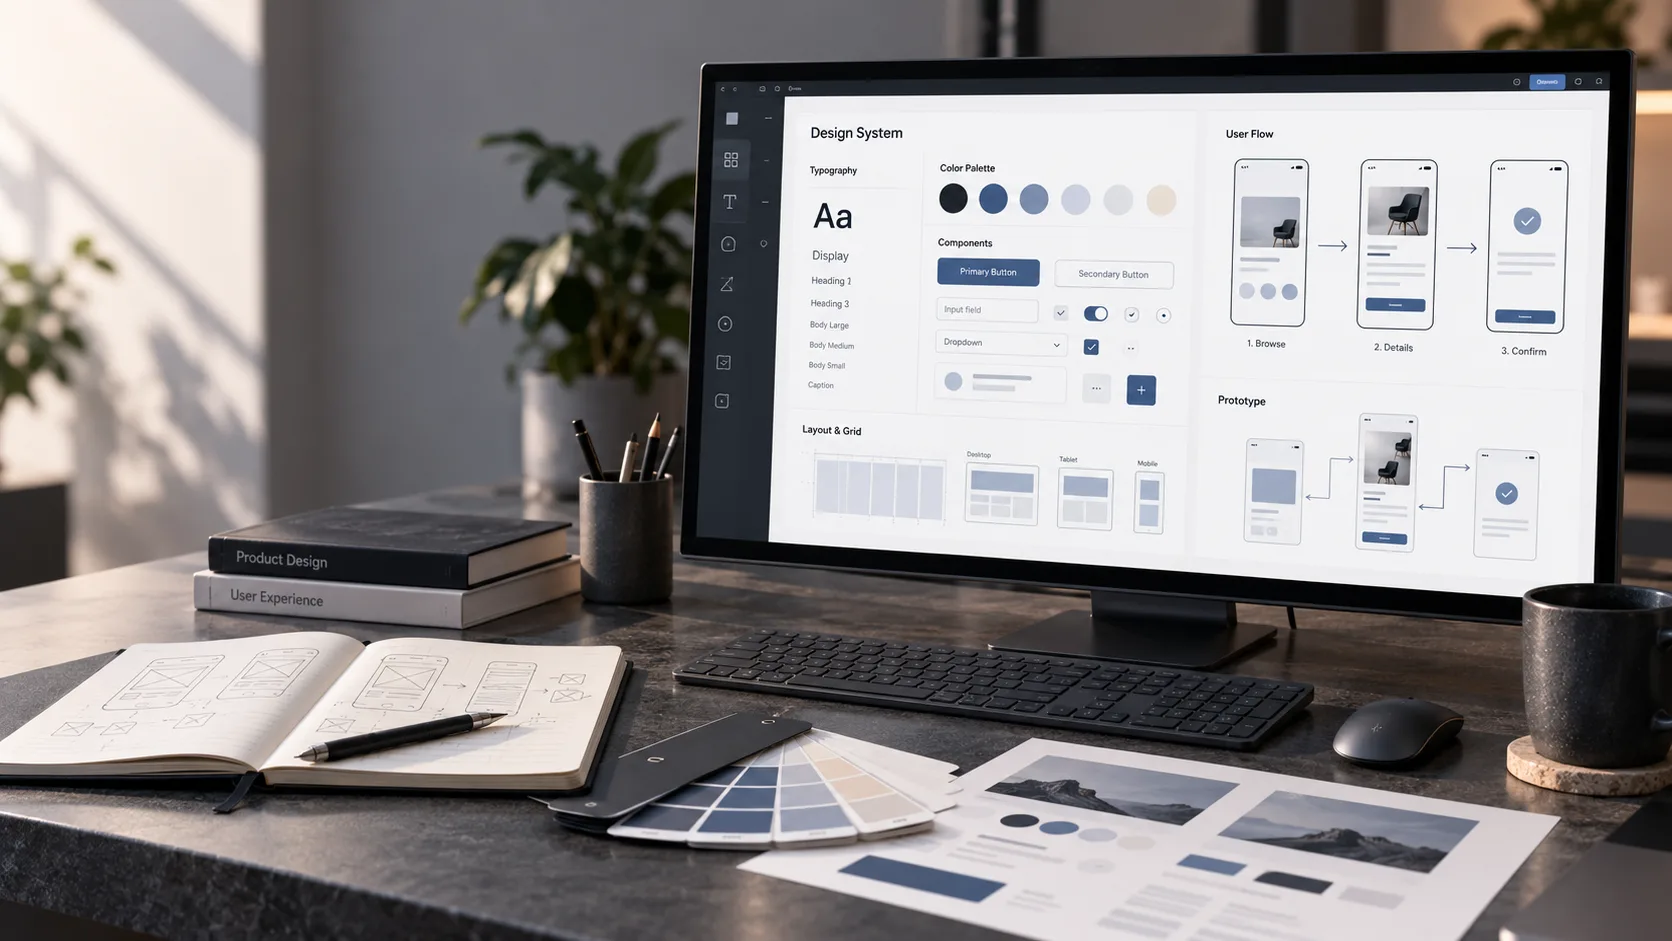 Design System
Typography
Aa
Display
Heading 1
Heading 3
Body Large
Body Medium
Body Small
Caption
Color Palette
Components
Primary Button
Secondary Button
Input field
Dropdown
Layout & Grid
Desktop
Tablet
Mobile
User Flow
1. Browse
2. Details
3. Confirm
Prototype
Product Design
User Experience